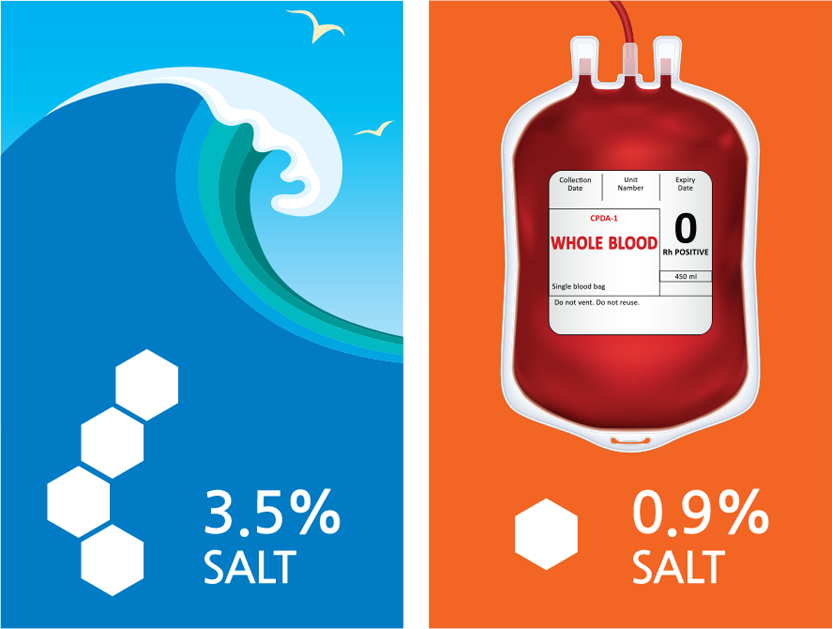 3.5%
SALT
Collection
Date
Unit
Number
Expiry
Date
CPDA-1
WHOLE BLOOD
0
Rh POSITIVE
450 ml
Single blood bag
Do not vent. Do not reuse.
0.9%
SALT